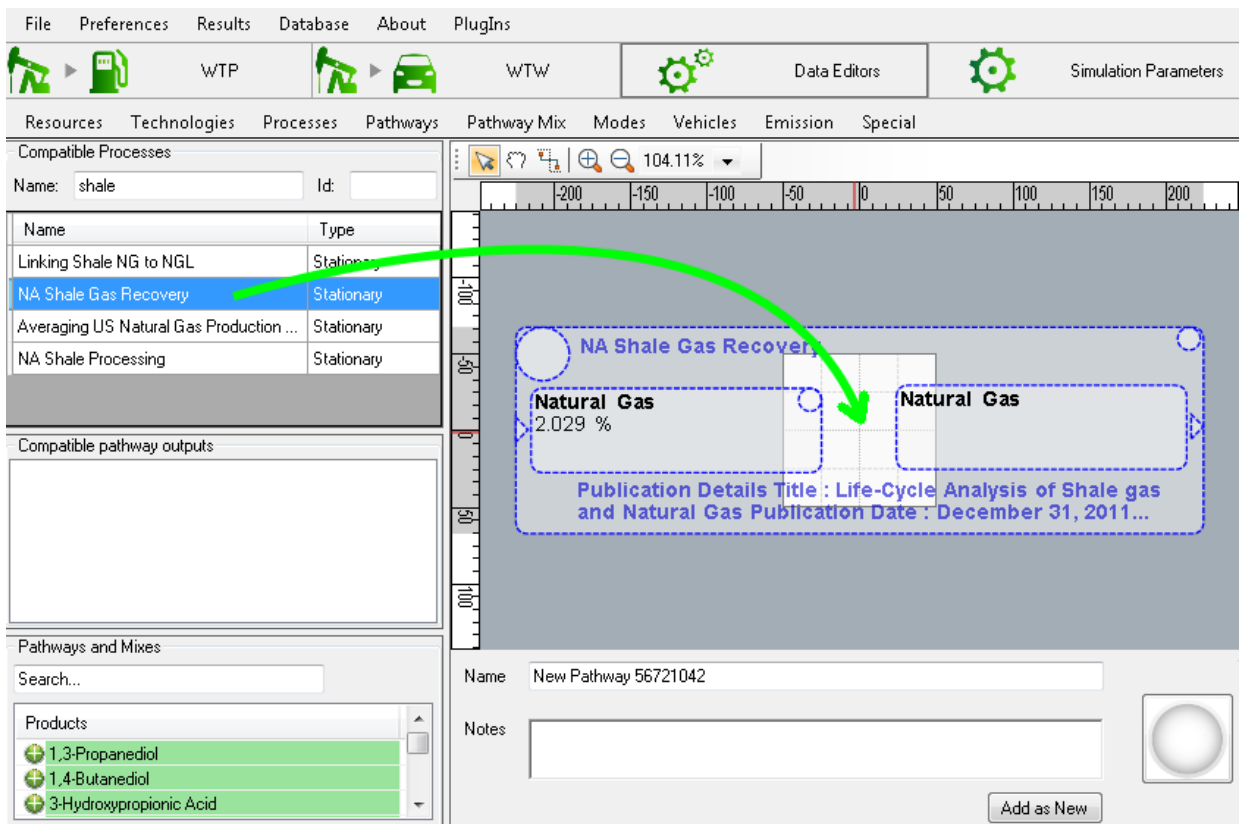 File Preferences Results Database About PlugIns
WTP WTW Data Editors Simulation Parameters
Resources Technologies Processes Pathways Pathway Mix Modes Vehicles Emission Special
Compatible Processes
Name: shale Id:
104.11%
-200 -150 -100 -50 0 50 100 150 200
Name Type
Linking Shale NG to NGL Stationary
NA Shale Gas Recovery Stationary
Averaging US Natural Gas Production ... Stationary
NA Shale Processing Stationary
-100
-50
0
50
100
NA Shale Gas Recovery
Natural Gas
2.029 %
Natural Gas
Publication Details Title : Life-Cycle Analysis of Shale gas
and Natural Gas Publication Date : December 31, 2011...
Compatible pathway outputs
Pathways and Mixes
Search...
Products
1,3-Propanediol
1,4-Butanediol
3-Hydroxypropionic Acid
Name New Pathway 56721042
Notes
Add as New